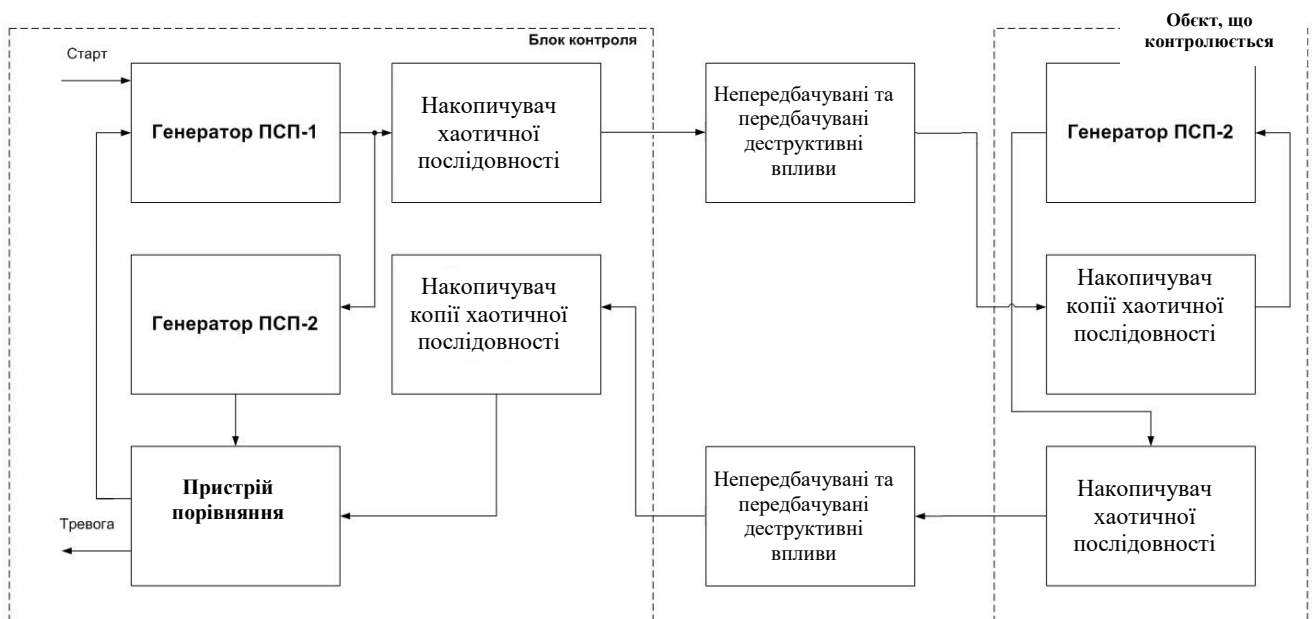 Обєкт, що
контролюється
Блок контроля
Старт
Генератор ПСП-1
Накопичувач
хаотичної
послідовності
Непередбачувані та
передбачувані
деструктивні
впливи
Генератор ПСП-2
Генератор ПСП-2
Накопичувач
копії хаотичної
послідовності
Накопичувач
копії хаотичної
послідовності
Пристрій
порівняння
Тревога
Непередбачувані та
передбачувані
деструктивні
впливи
Накопичувач
хаотичної
послідовності